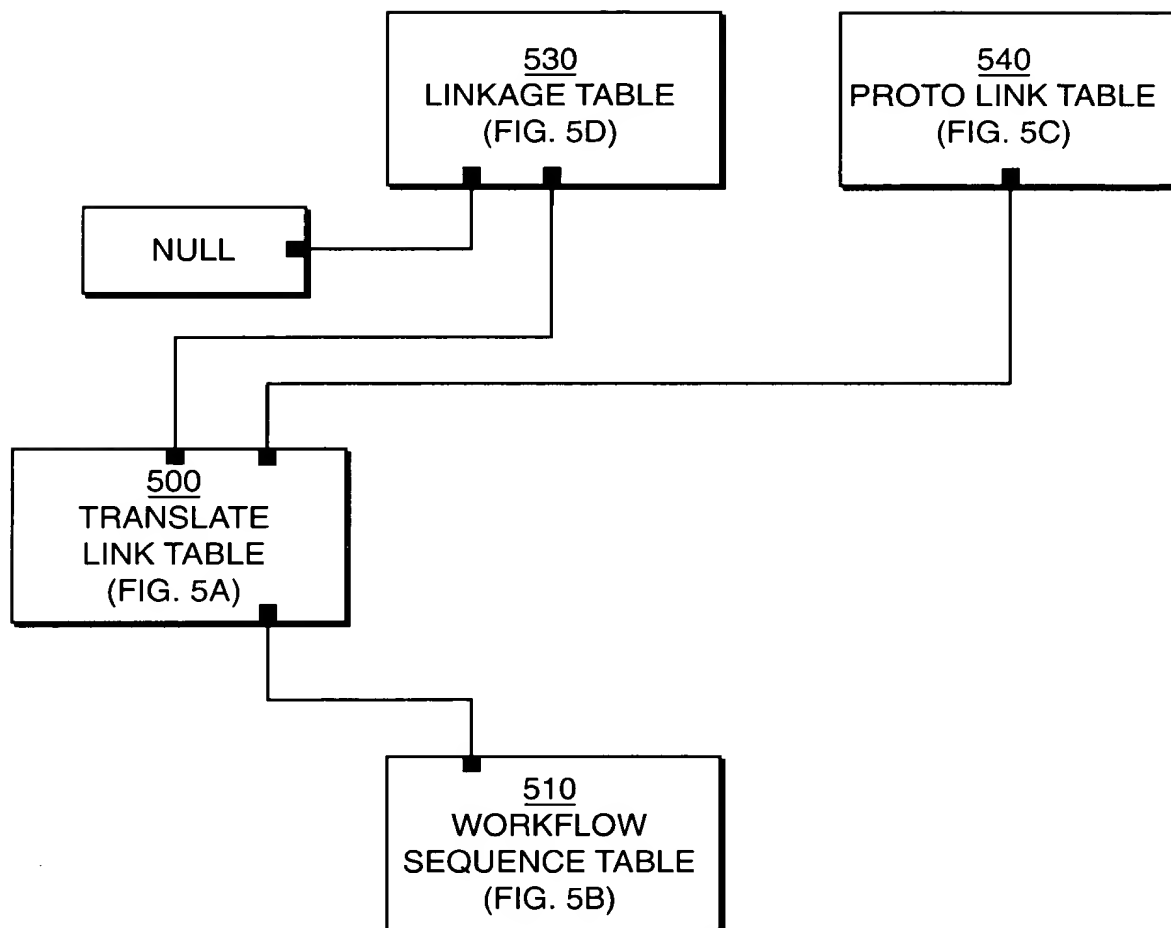 530
LINKAGE TABLE
(FIG. 5D)
540
PROTO LINK TABLE
(FIG. 5C)
NULL
500
TRANSLATE
LINK TABLE
(FIG. 5A)
510
WORKFLOW
SEQUENCE TABLE
(FIG. 5B)